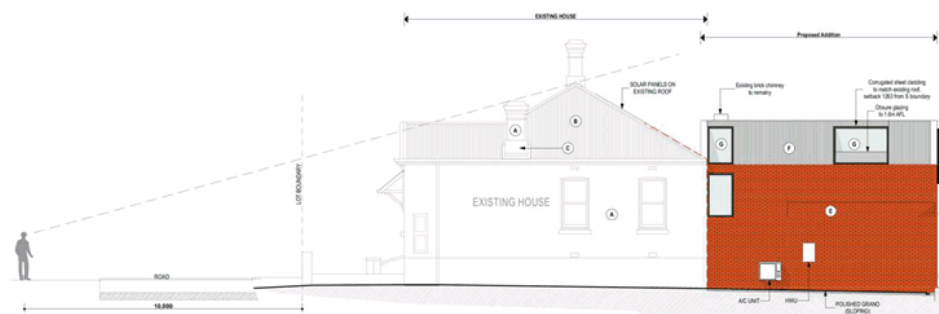 EXISTING HOUSE
Proposed Addition
SOLAR PANELS ON
EXISTING ROOF
Existing brick chimney
to remain
Corrugated sheet cladding
to match existing roof,
setback 1263 from S boundary
Obsure glazing
to 1.6m AFL
A
B
C
G
F
G
LOT BOUNDARY
EXISTING HOUSE
A
E
ROAD
10,000
A/C UNIT
HWU
POLISHED GRANO
(SLOPING)